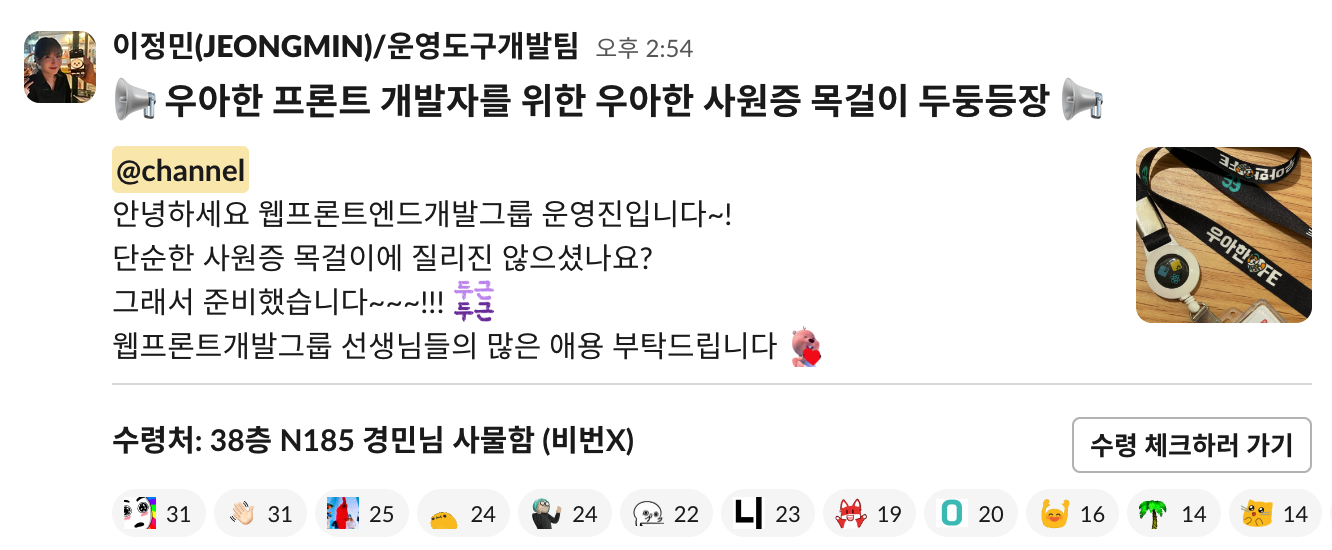 이정민(JEONGMIN)/운영도구개발팀 오후 2:54
우아한 프론트 개발자를 위한 우아한 사원증 목걸이 두둥등장
@channel
안녕하세요 웹프론트엔드개발그룹 운영진입니다~!
단순한 사원증 목걸이에 질리진 않으셨나요?
그래서 준비했습니다~~~!!! 두근두근
웹프론트개발그룹 선생님들의 많은 애용 부탁드립니다
우아한
FE
우아한 FE
수령처: 38층 N185 경민님 사물함 (비번X)
수령 체크하러 가기
31 31 25 24 24 22 니 23 19 0 20 16 14 14